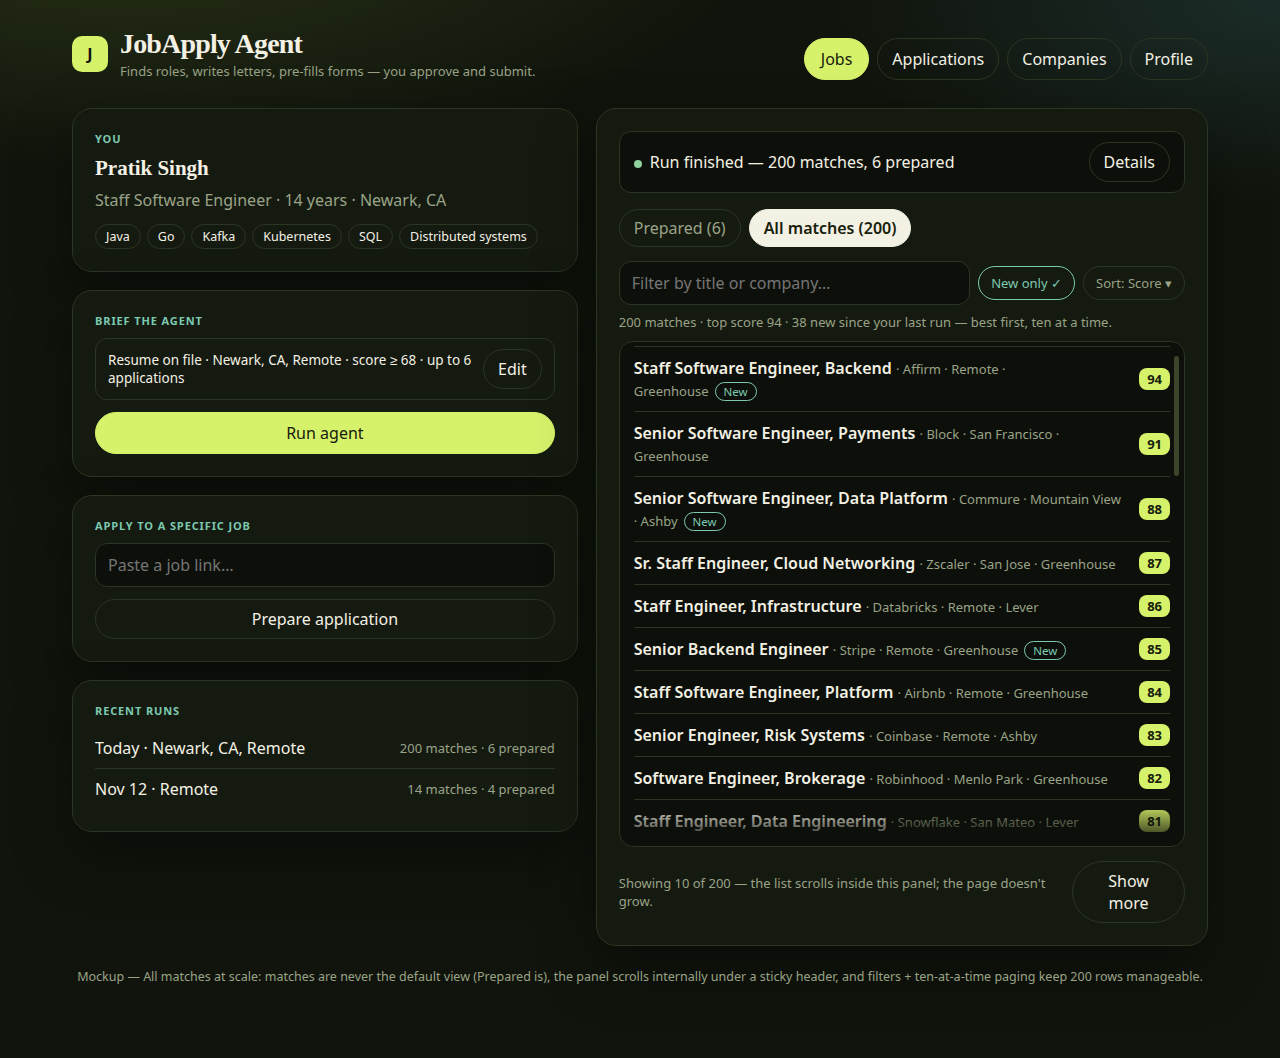 J
JobApply Agent
Finds roles, writes letters, pre-fills forms — you approve and submit.
Jobs
Applications
Companies
Profile
YOU
Pratik Singh
Staff Software Engineer · 14 years · Newark, CA
Java
Go
Kafka
Kubernetes
SQL
Distributed systems
BRIEF THE AGENT
Resume on file · Newark, CA, Remote · score ≥ 68 · up to 6
applications
Edit
Run agent
APPLY TO A SPECIFIC JOB
Paste a job link...
Prepare application
RECENT RUNS
Today · Newark, CA, Remote
200 matches · 6 prepared
Nov 12 · Remote
14 matches · 4 prepared
Run finished — 200 matches, 6 prepared
Details
Prepared (6)
All matches (200)
Filter by title or company...
New only ✓
Sort: Score ▾
200 matches · top score 94 · 38 new since your last run — best first, ten at a time.
Staff Software Engineer, Backend · Affirm · Remote ·
Greenhouse New
94
Senior Software Engineer, Payments · Block · San Francisco ·
Greenhouse
91
Senior Software Engineer, Data Platform · Commure · Mountain View
· Ashby New
88
Sr. Staff Engineer, Cloud Networking · Zscaler · San Jose · Greenhouse
87
Staff Engineer, Infrastructure · Databricks · Remote · Lever
86
Senior Backend Engineer · Stripe · Remote · Greenhouse New
85
Staff Software Engineer, Platform · Airbnb · Remote · Greenhouse
84
Senior Engineer, Risk Systems · Coinbase · Remote · Ashby
83
Software Engineer, Brokerage · Robinhood · Menlo Park · Greenhouse
82
Staff Engineer, Data Engineering · Snowflake · San Mateo · Lever
81
Showing 10 of 200 — the list scrolls inside this panel; the page doesn't
grow.
Show
more
Mockup — All matches at scale: matches are never the default view (Prepared is), the panel scrolls internally under a sticky header, and filters + ten-at-a-time paging keep 200 rows manageable.